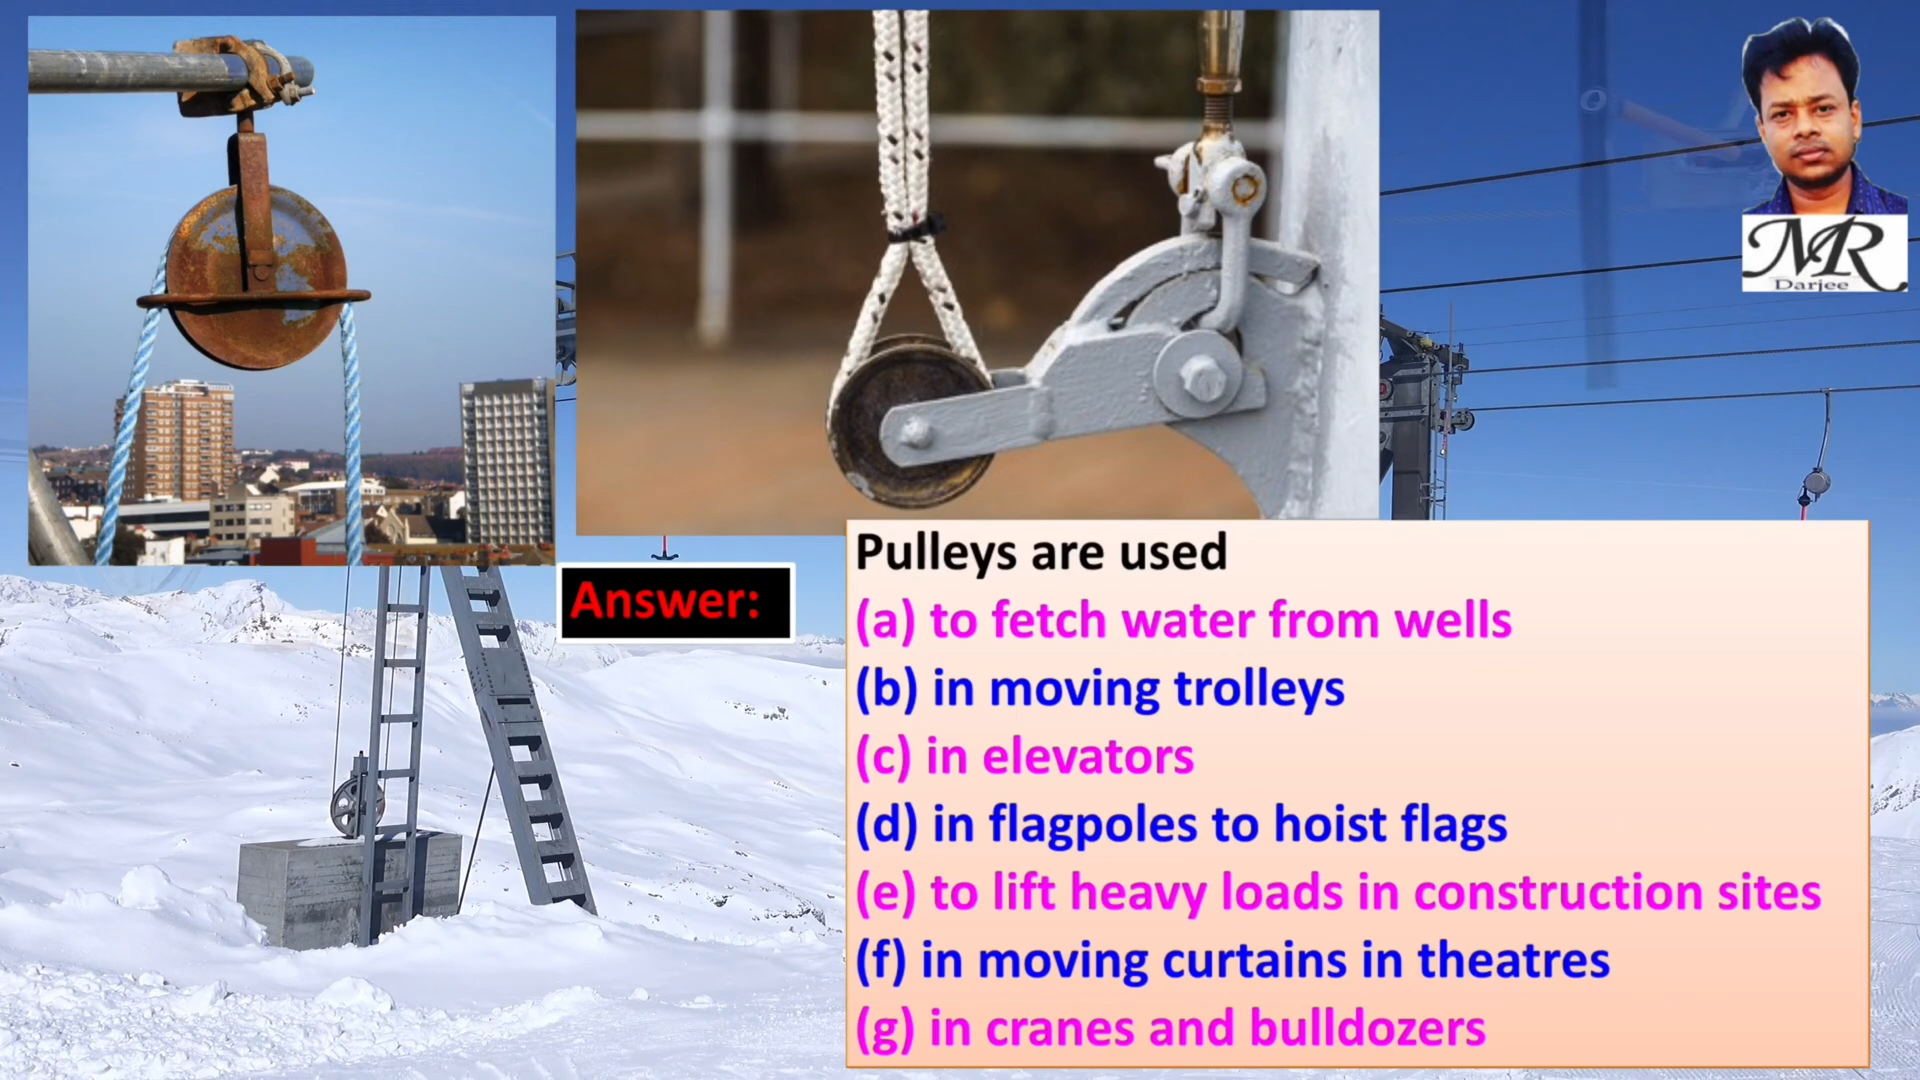 MR
Darjee
Answer:
Pulleys are used
(a) to fetch water from wells
(b) in moving trolleys
(c) in elevators
(d) in flagpoles to hoist flags
(e) to lift heavy loads in construction sites
(f) in moving curtains in theatres
(g) in cranes and bulldozers